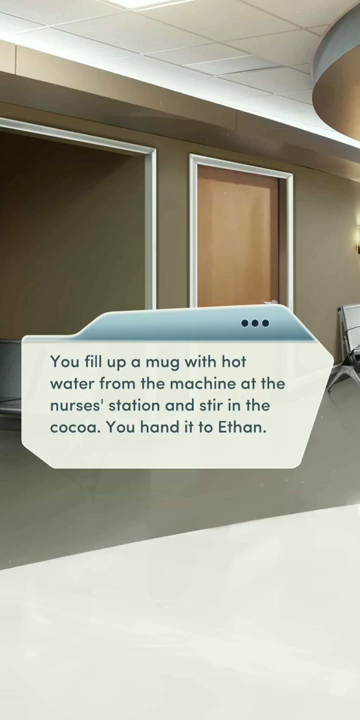 You fill up a mug with hot
water from the machine at the
nurses' station and stir in the
cocoa. You hand it to Ethan.